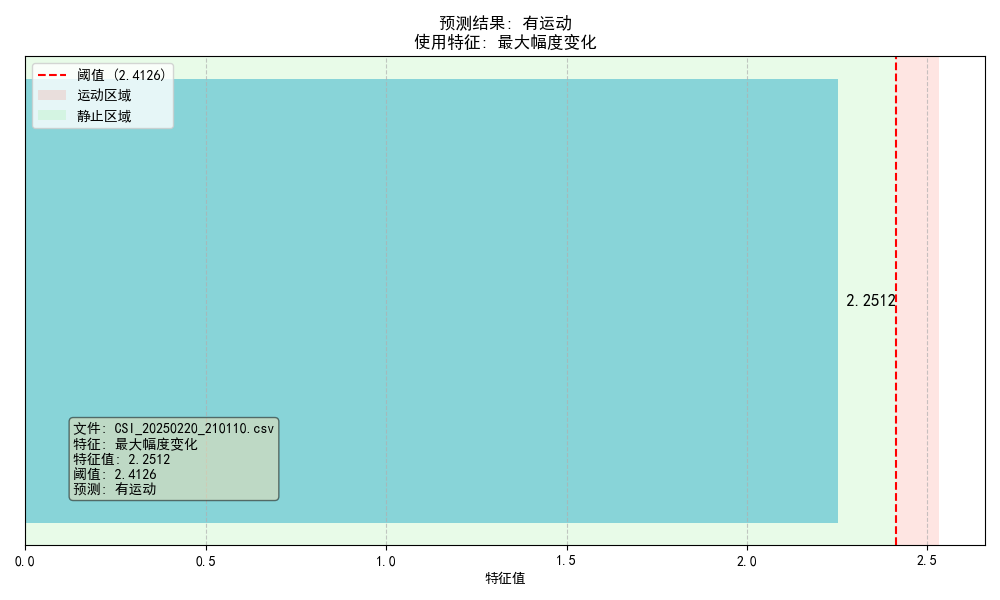 预测结果: 有运动
使用特征: 最大幅度变化
阈值 (2.4126)
运动区域
静止区域
2.2512
文件: CSI_20250220_210110.csv
特征: 最大幅度变化
特征值: 2.2512
阈值: 2.4126
预测: 有运动
0.0 0.5 1.0 1.5 2.0 2.5
特征值